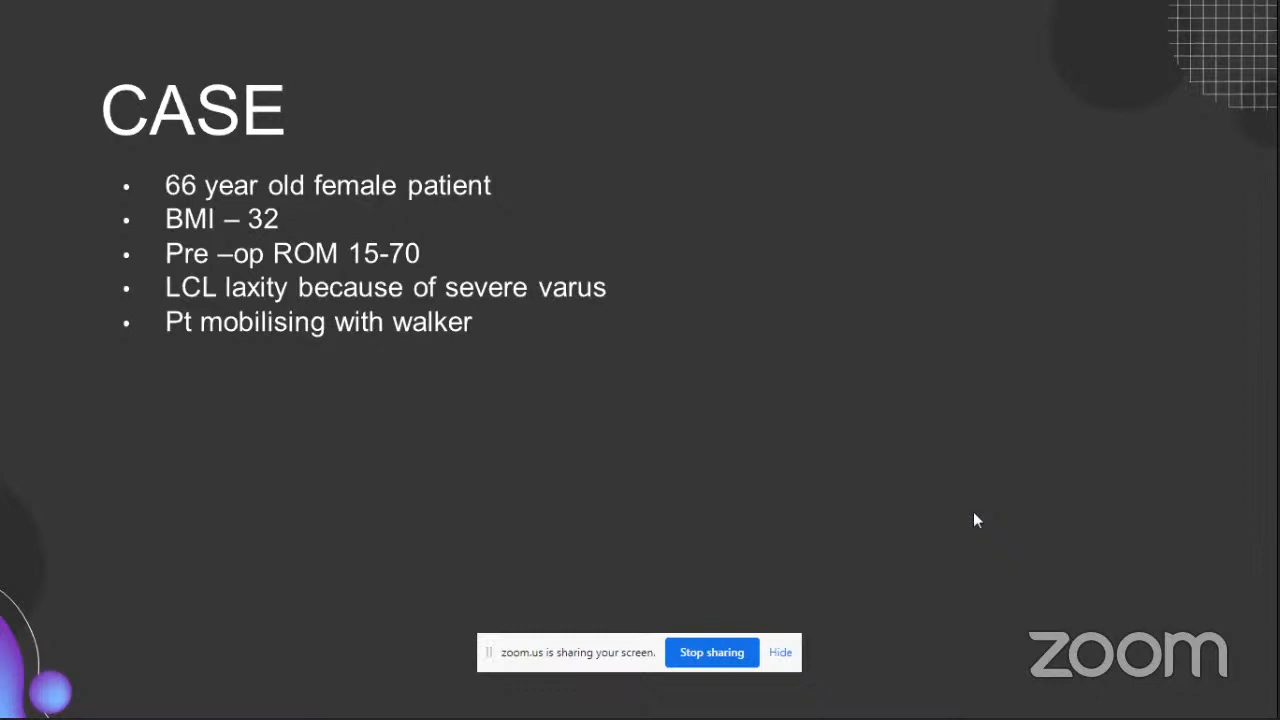 CASE
• 66 year old female patient
• BMI – 32
• Pre –op ROM 15-70
• LCL laxity because of severe varus
• Pt mobilising with walker
zoom.us is sharing your screen. Stop sharing Hide
zoom